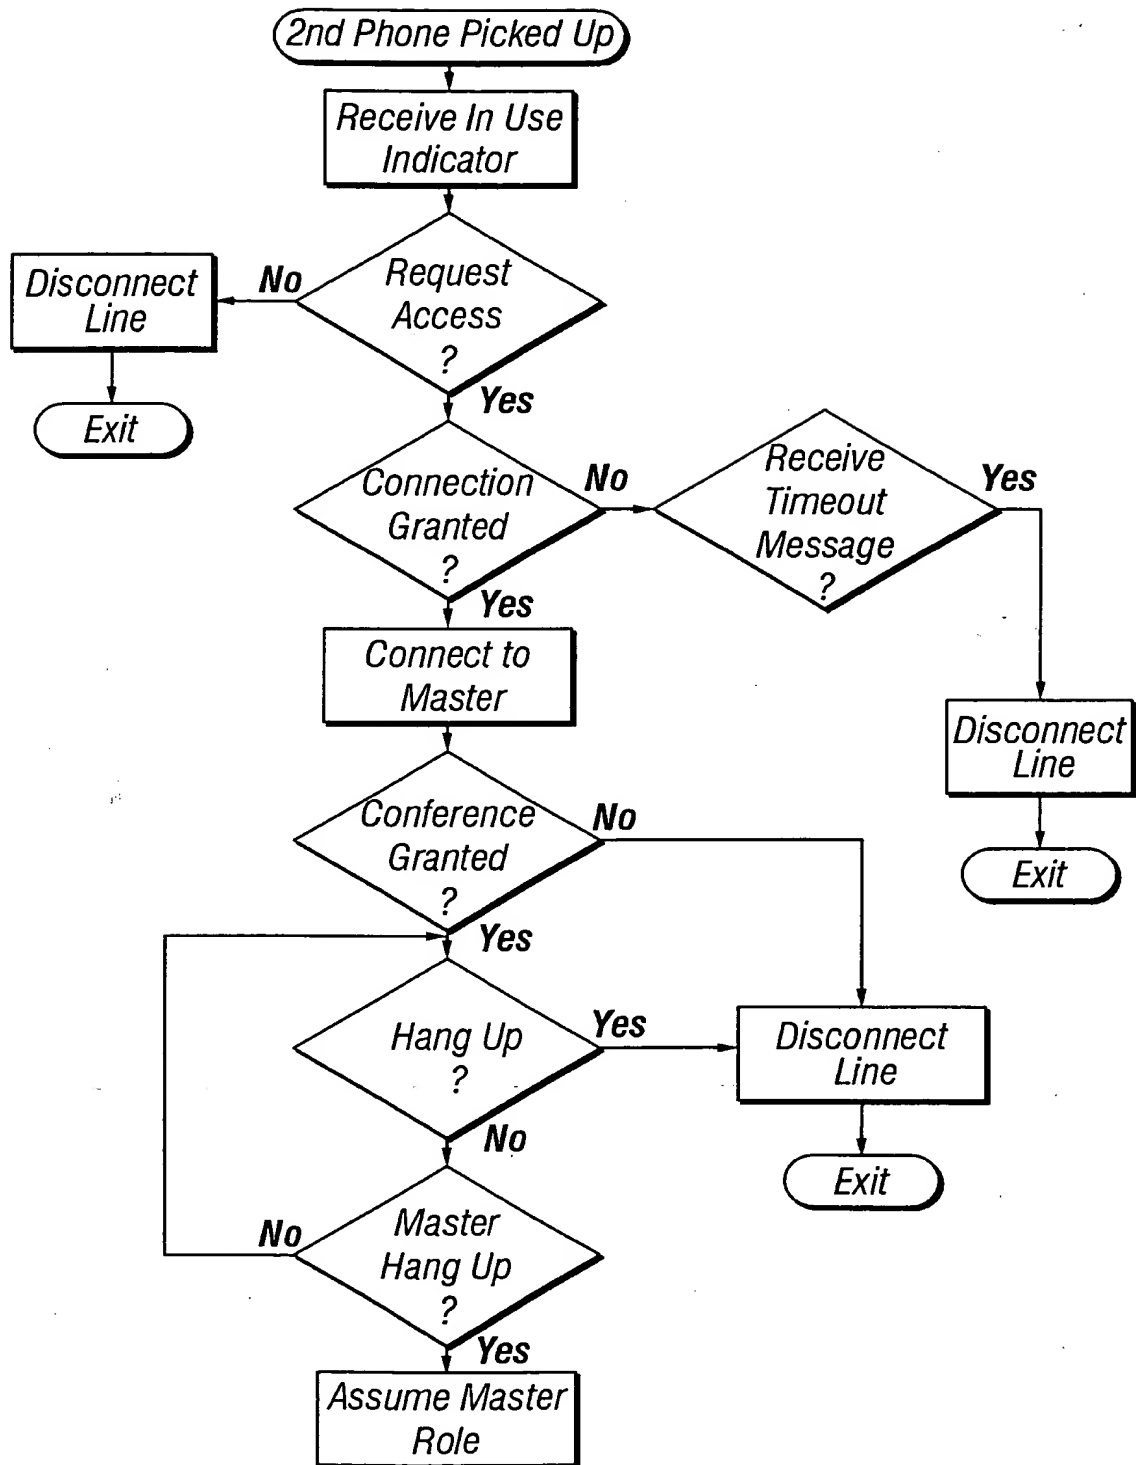 2nd Phone Picked Up
Receive In Use
Indicator
Request
Access
?
No
Disconnect
Line
Exit
Yes
Connection
Granted
?
No
Receive
Timeout
Message
?
Yes
Disconnect
Line
Exit
Yes
Connect to
Master
Conference
Granted
?
No
Yes
Hang Up
?
Yes
Disconnect
Line
Exit
No
Master
Hang Up
?
No
Yes
Assume Master
Role